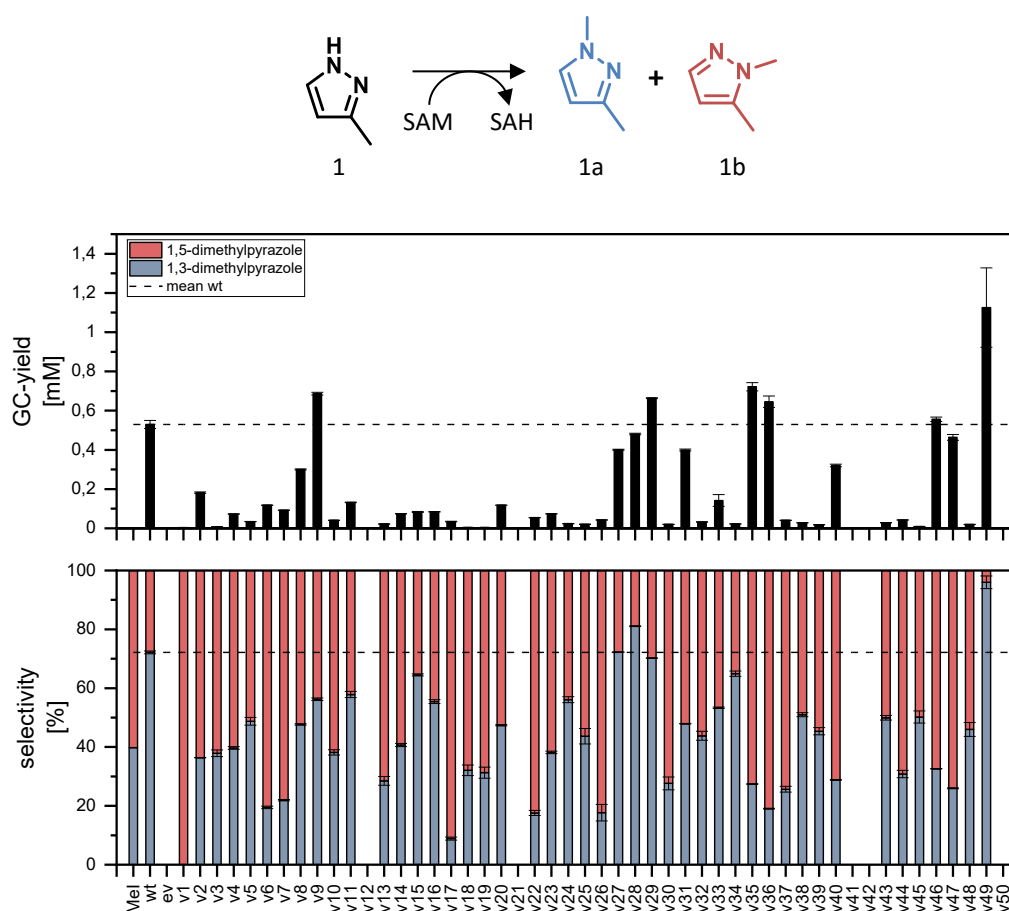 H
N
N
SAM
SAH
1
N
N
1a
+
N
N
1b
1,5-dimethylpyrazole
1,3-dimethylpyrazole
mean wt
GC-yield
[mM]
1,4
1,2
1
0,8
0,6
0,4
0,2
0
selectivity
[%]
100
80
60
40
20
0
wt
ev
v1
v2
v3
v4
v5
v6
v7
v8
v9
v10
v11
v12
v13
v14
v15
v16
v17
v18
v19
v20
v21
v22
v23
v24
v25
v26
v27
v28
v29
v30
v31
v32
v33
v34
v35
v36
v37
v38
v39
v40
v41
v42
v43
v44
v45
v46
v47
v48
v49
v50